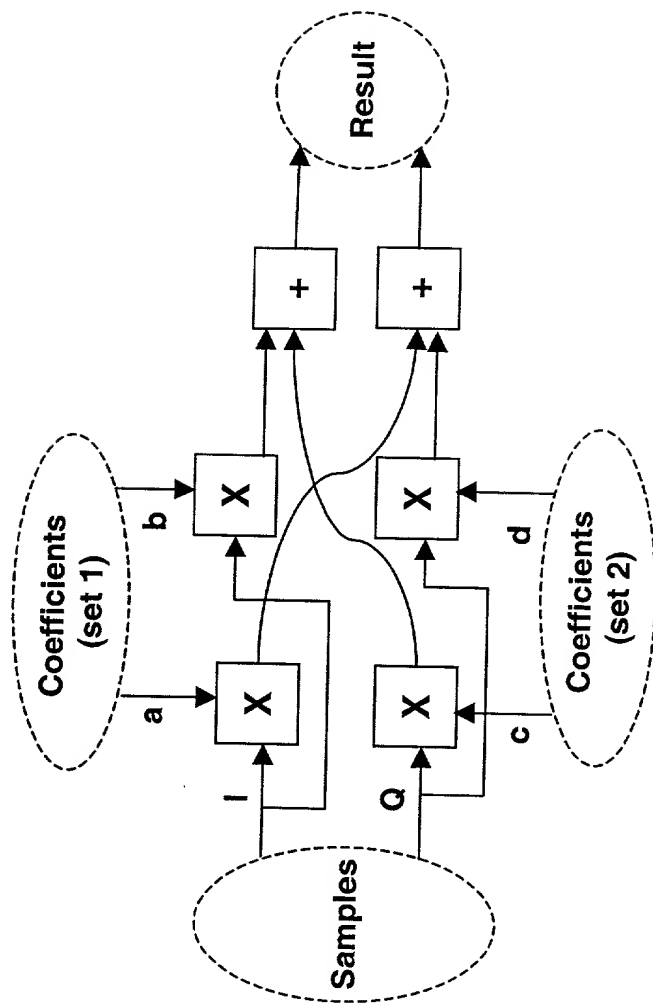 Coefficients
(set 1)
a
b
I
X
X
+
Samples
Result
Q
X
X
+
c
d
Coefficients
(set 2)